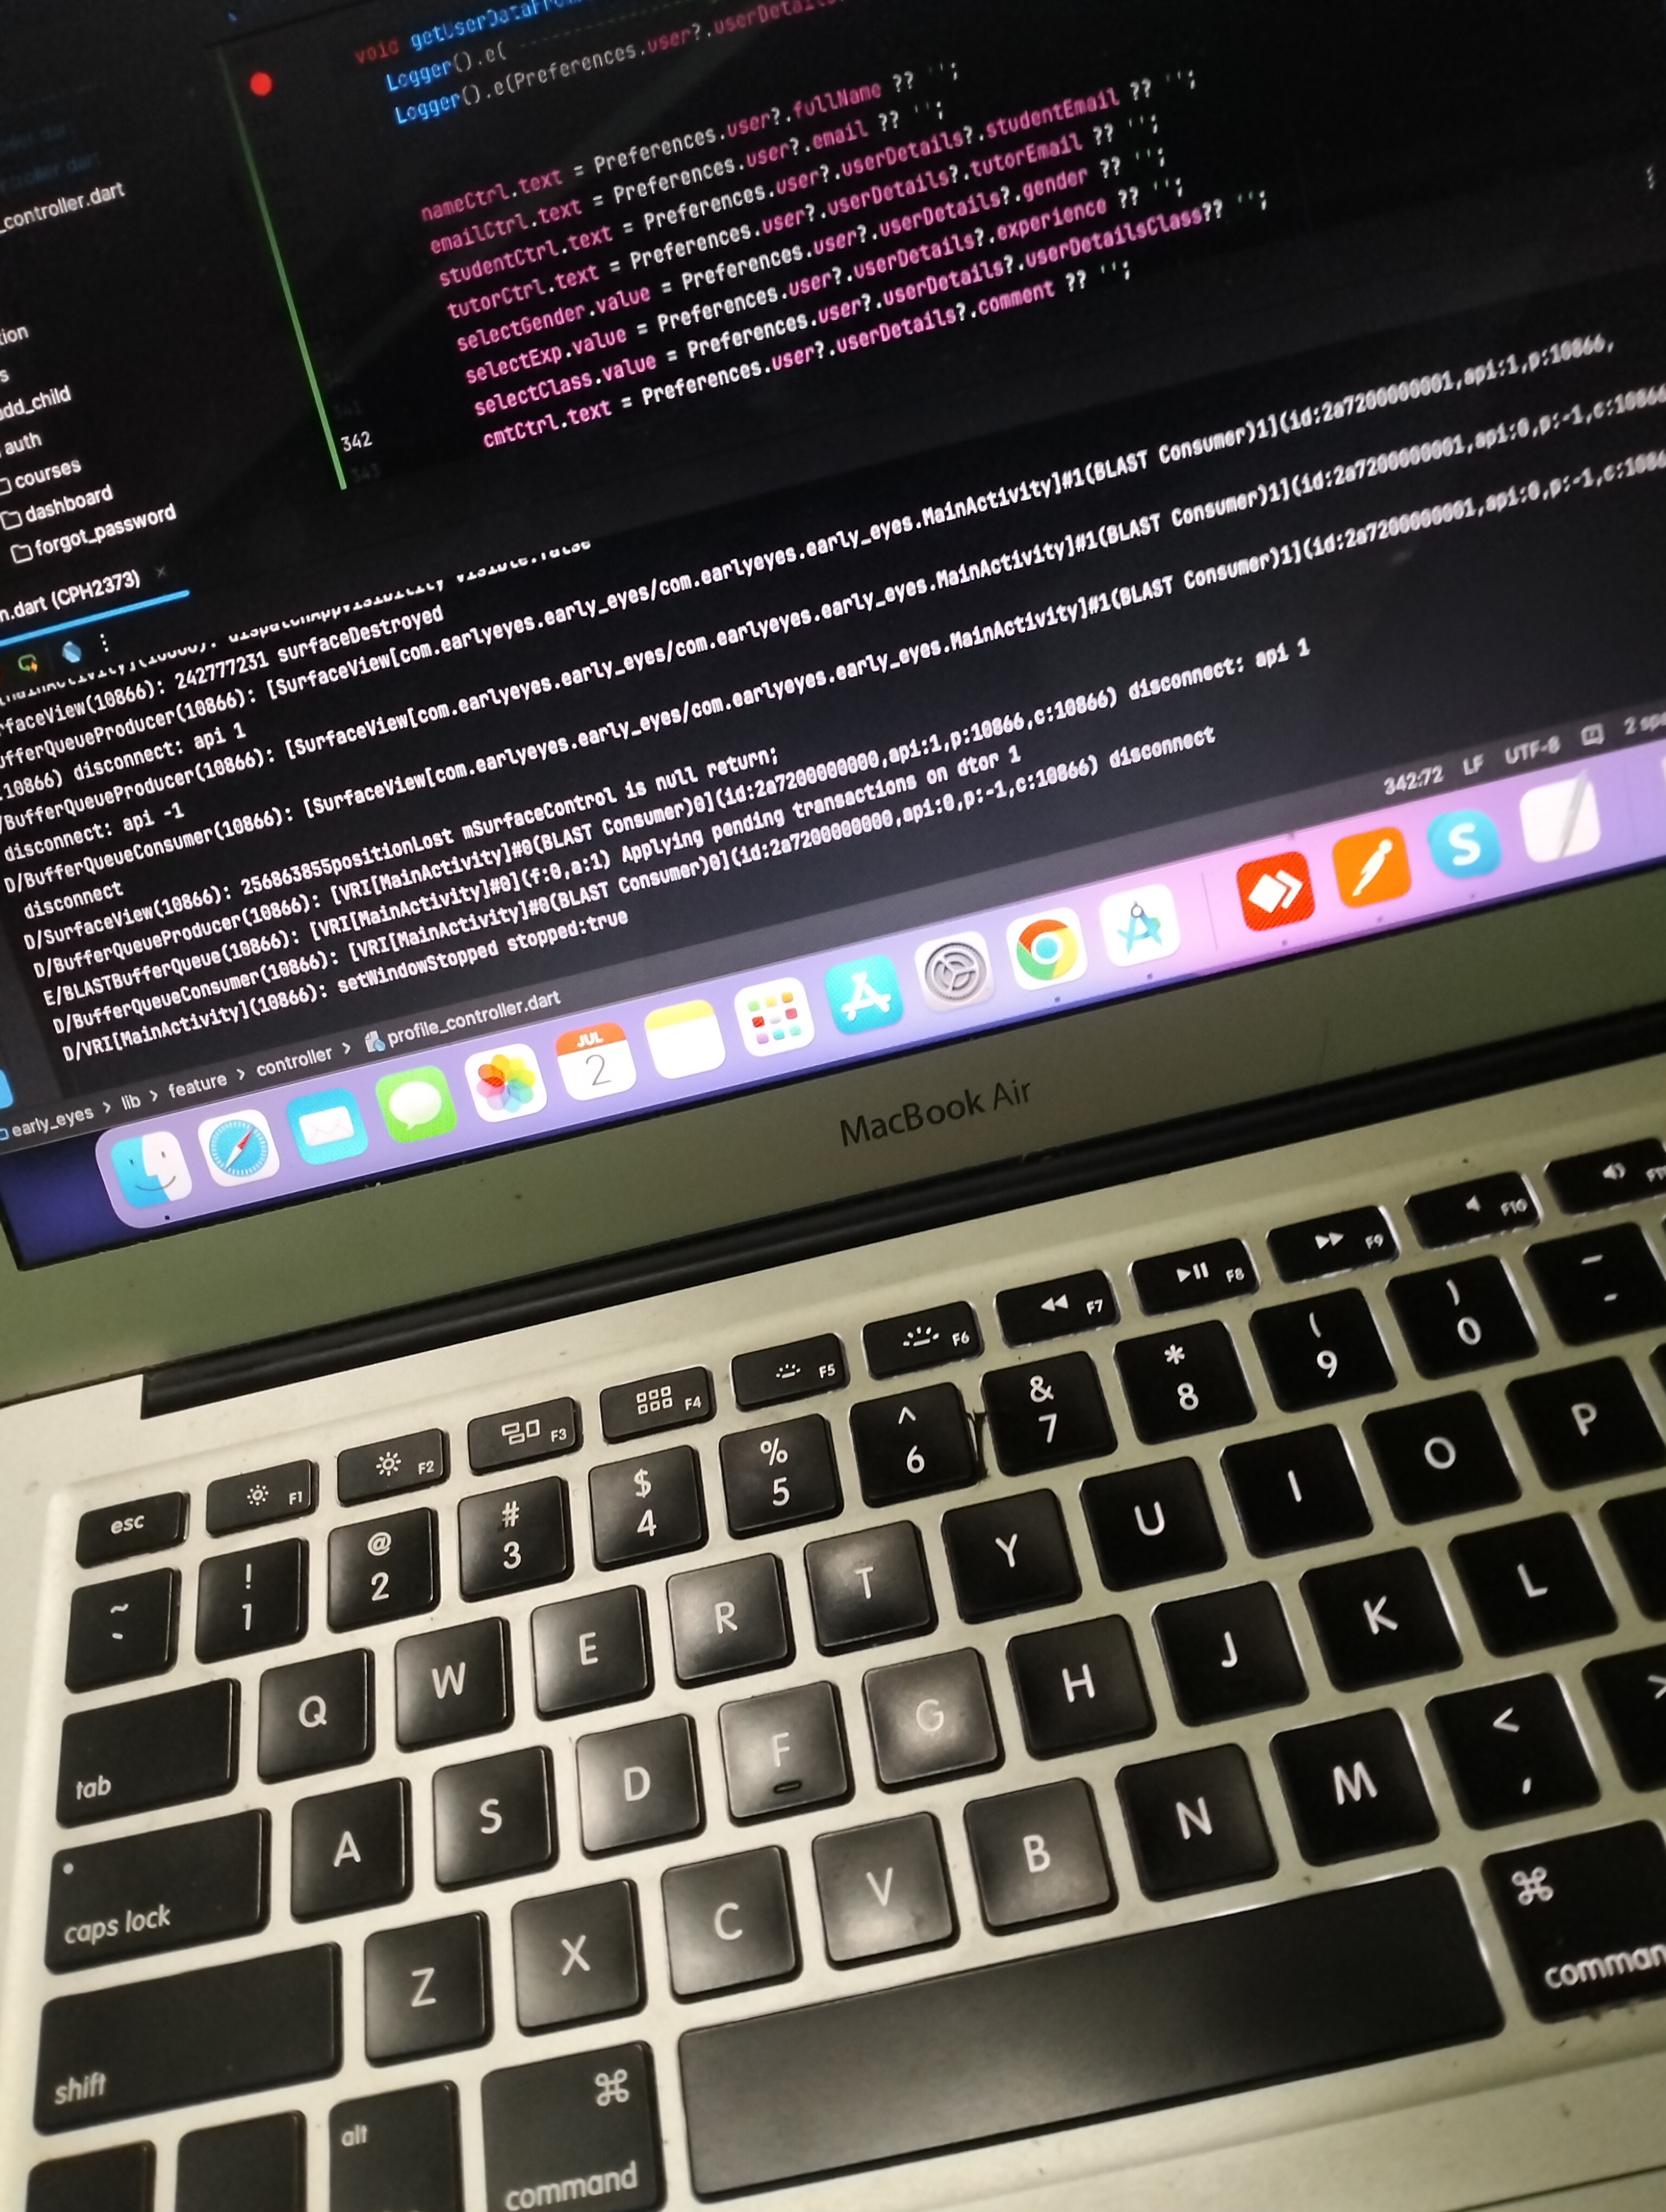 void getUserDataFro
Logger().e(
Logger().e(Preferences.user?.userDetails
nameCtrl.text = Preferences.user?.fullName ?? '';
emailCtrl.text = Preferences.user?.email ?? '';
studentCtrl.text = Preferences.user?.userDetails?.studentEmail ?? '';
tutorCtrl.text = Preferences.user?.userDetails?.tutorEmail ?? '';
selectGender.value = Preferences.user?.userDetails?.gender ?? '';
selectExp.value = Preferences.user?.userDetails?.experience ?? '';
selectClass.value = Preferences.user?.userDetails?.userDetailsClass?? '';
cmtCtrl.text = Preferences.user?.userDetails?.comment ?? '';
341
342
343
_controller.dart
tion
s
add_child
auth
courses
dashboard
forgot_password
n.dart (CPH2373)
rfaceView(10866): 242777231 surfaceDestroyed
ufferQueueProducer(10866): [SurfaceView[com.earlyeyes.early_eyes/com.earlyeyes.early_eyes.MainActivity]#1(BLAST Consumer)1](id:2a7200000001,api:1,p:10866,
:10866) disconnect: api 1
/BufferQueueProducer(10866): [SurfaceView[com.earlyeyes.early_eyes/com.earlyeyes.early_eyes.MainActivity]#1(BLAST Consumer)1](id:2a7200000001,api:0,p:-1,c:10866
disconnect: api -1
D/BufferQueueConsumer(10866): [SurfaceView[com.earlyeyes.early_eyes/com.earlyeyes.early_eyes.MainActivity]#1(BLAST Consumer)1](id:2a7200000001,api:0,p:-1,c:1086
disconnect
D/SurfaceView(10866): 256863855positionLost mSurfaceControl is null return;
D/BufferQueueProducer(10866): [VRI[MainActivity]#0(BLAST Consumer)0](id:2a7200000000,api:1,p:10866,c:10866) disconnect: api 1
E/BLASTBufferQueue(10866): [VRI[MainActivity]#0](f:0,a:1) Applying pending transactions on dtor 1
D/BufferQueueConsumer(10866): [VRI[MainActivity]#0(BLAST Consumer)0](id:2a7200000000,api:0,p:-1,c:10866) disconnect
D/VRI[MainActivity](10866): setWindowStopped stopped:true
early_eyes > lib > feature > controller > profile_controller.dart
342:72 LF UTF-8 2 spa
JUL
2
S
MacBook Air
esc F1 F2 F3 F4 F5 F6 F7 F8 F9 F10
~ ! @ # $ % ^ & * ( ) –
` 1 2 3 4 5 6 7 8 9 0 -
tab Q W E R T Y U I O P
caps lock A S D F G H J K L
shift Z X C V B N M < , >
alt ⌘ command ⌘ comman